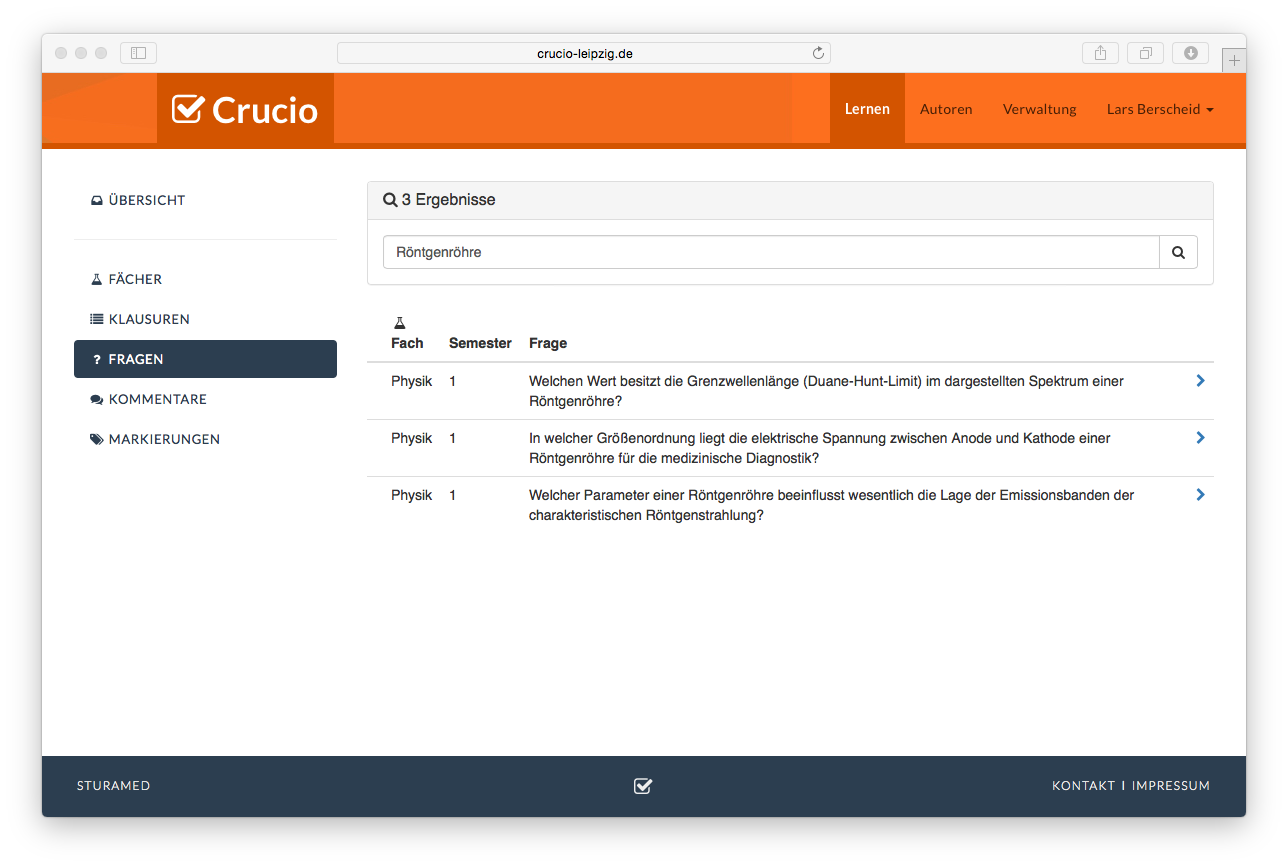 crucio-leipzig.de
Crucio
Lernen
Autoren
Verwaltung
Lars Berscheid
ÜBERSICHT
FÄCHER
KLAUSUREN
? FRAGEN
KOMMENTARE
MARKIERUNGEN
3 Ergebnisse
Röntgenröhre
Fach Semester Frage
Physik 1 Welchen Wert besitzt die Grenzwellenlänge (Duane-Hunt-Limit) im dargestellten Spektrum einer
Röntgenröhre?
Physik 1 In welcher Größenordnung liegt die elektrische Spannung zwischen Anode und Kathode einer
Röntgenröhre für die medizinische Diagnostik?
Physik 1 Welcher Parameter einer Röntgenröhre beeinflusst wesentlich die Lage der Emissionsbanden der
charakteristischen Röntgenstrahlung?
STURAMED
KONTAKT I IMPRESSUM